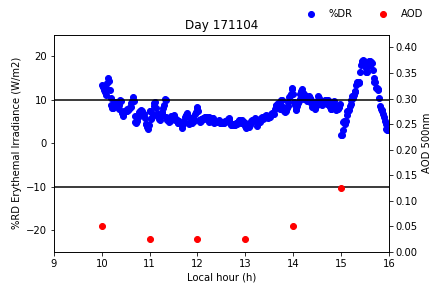 %DR AOD
Day 171104
%RD Erythemal Irradiance (W/m2)
20
10
0
−10
−20
0.40
0.35
0.30
0.25
0.20
0.15
0.10
0.05
0.00
AOD 500nm
9 10 11 12 13 14 15 16
Local hour (h)